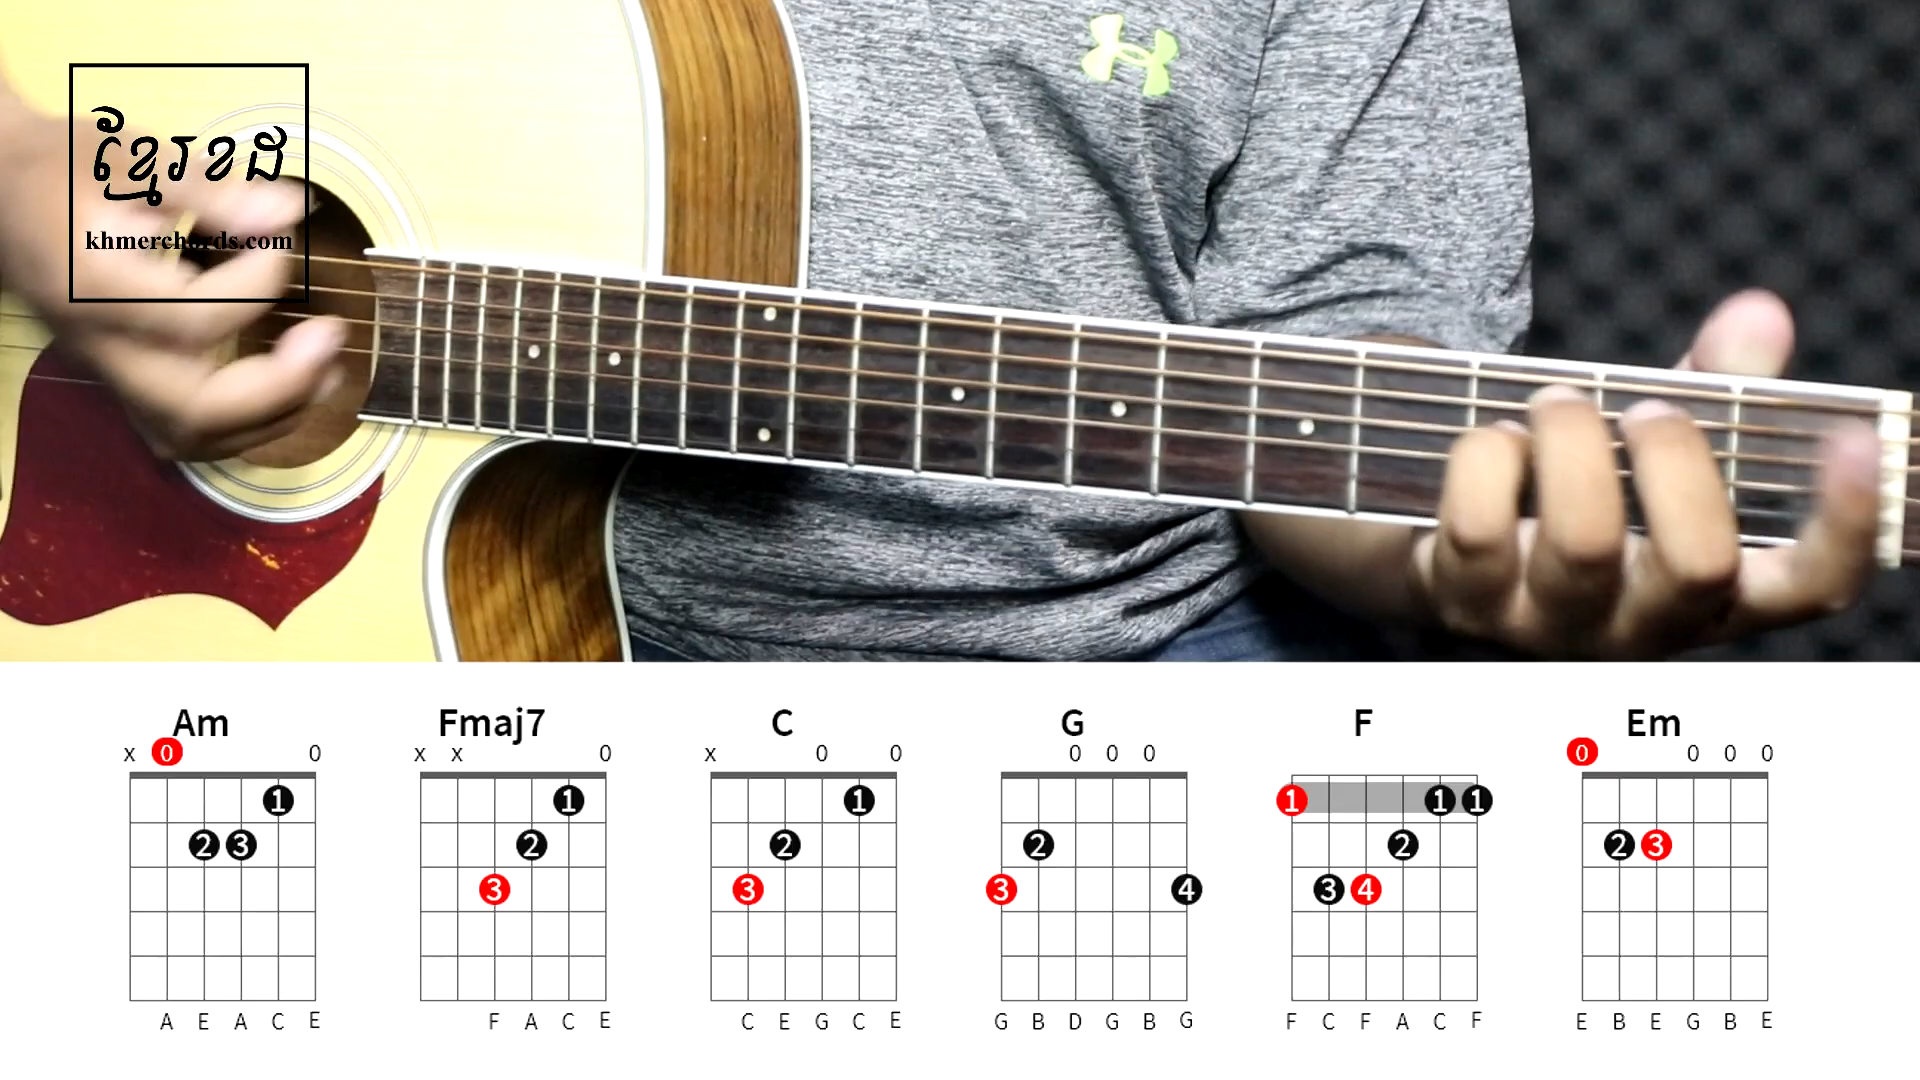 ខ្មែរខដ
khmerchords.com
Am Fmaj7 C G F Em
x 0 0 x x 0 x 0 0 0 0 0 0 0 0 0
1 1 1 1 1 1
2 3 2 2 2 2 2 3
3 3 3 4 3 4
A E A C E F A C E C E G C E G B D G B G F C F A C F E B E G B E